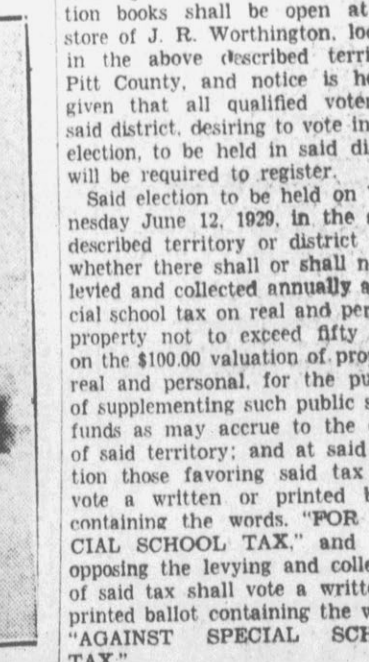 tion books shall be open at
store of J. R. Worthington, loc
in the above described terri
Pitt County, and notice is he
given that all qualified voter
said district, desiring to vote in
election, to be held in said di
will be required to register.
Said election to be held on
nesday June 12, 1929, in the
described territory or district
whether there shall or shall n
levied and collected annually a
cial school tax on real and per
property not to exceed fifty
on the $100.00 valuation of pro
real and personal, for the pu
of supplementing such public s
funds as may accrue to the
of said territory; and at said
tion those favoring said tax
vote a written or printed b
containing the words. "FOR
CIAL SCHOOL TAX," and
opposing the levying and colle
of said tax shall vote a writt
printed ballot containing the w
"AGAINST SPECIAL SCH
TAX."